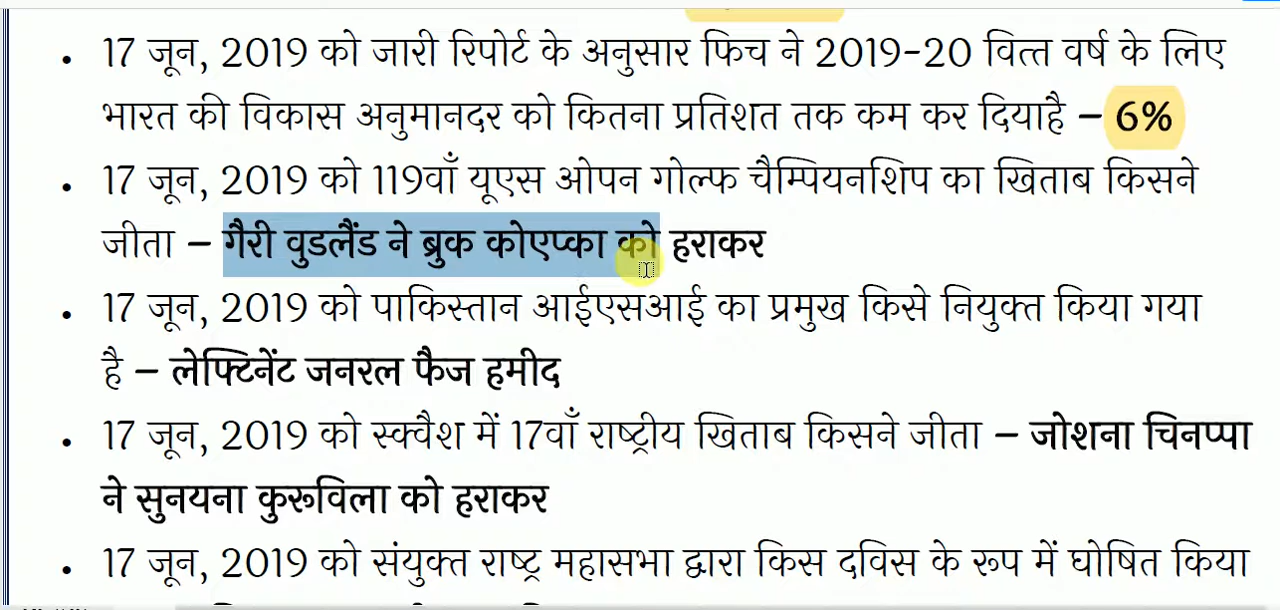 • 17 जून, 2019 को जारी रिपोर्ट के अनुसार फिच ने 2019-20 वित्त वर्ष के लिए
भारत की विकास अनुमानदर को कितना प्रतिशत तक कम कर दियाहै – 6%
• 17 जून, 2019 को 119वाँ यूएस ओपन गोल्फ चैम्पियनशिप का खिताब किसने
जीता – गैरी वुडलैंड ने ब्रुक कोएप्का को हराकर
• 17 जून, 2019 को पाकिस्तान आईएसआई का प्रमुख किसे नियुक्त किया गया
है – लेफ्टिनेंट जनरल फैज हमीद
• 17 जून, 2019 को स्क्वैश में 17वाँ राष्ट्रीय खिताब किसने जीता – जोशना चिनप्पा
ने सुनयना कुरूविला को हराकर
• 17 जून, 2019 को संयुक्त राष्ट्र महासभा द्वारा किस दविस के रूप में घोषित किया